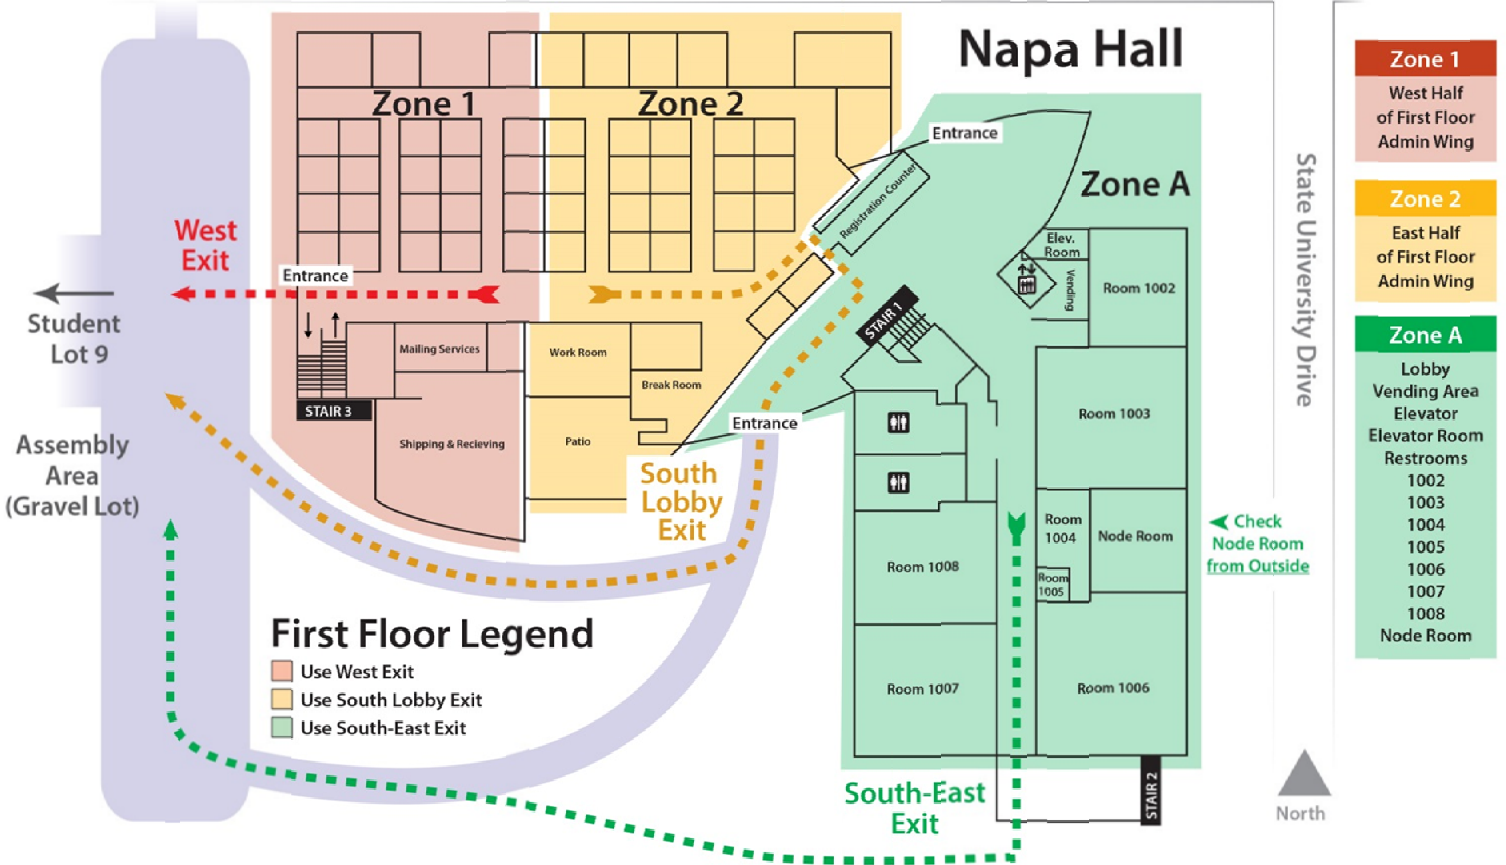 Napa Hall
Zone 1
Zone 2
Zone A
Entrance
Registration Counter
Elev.
Room
Vending
Room 1002
West
Exit
Entrance
Student
Lot 9
STAIR 1
Mailing Services
Work Room
Break Room
STAIR 3
Shipping & Recieving
Patio
Entrance
Room 1003
Assembly
Area
(Gravel Lot)
South
Lobby
Exit
Room
1004
Node Room
Room
1005
Room 1008
Check
Node Room
from Outside
Room 1007
Room 1006
First Floor Legend
Use West Exit
Use South Lobby Exit
Use South-East Exit
South-East
Exit
STAIR 2
State University Drive
North
Zone 1
West Half
of First Floor
Admin Wing
Zone 2
East Half
of First Floor
Admin Wing
Zone A
Lobby
Vending Area
Elevator
Elevator Room
Restrooms
1002
1003
1004
1005
1006
1007
1008
Node Room